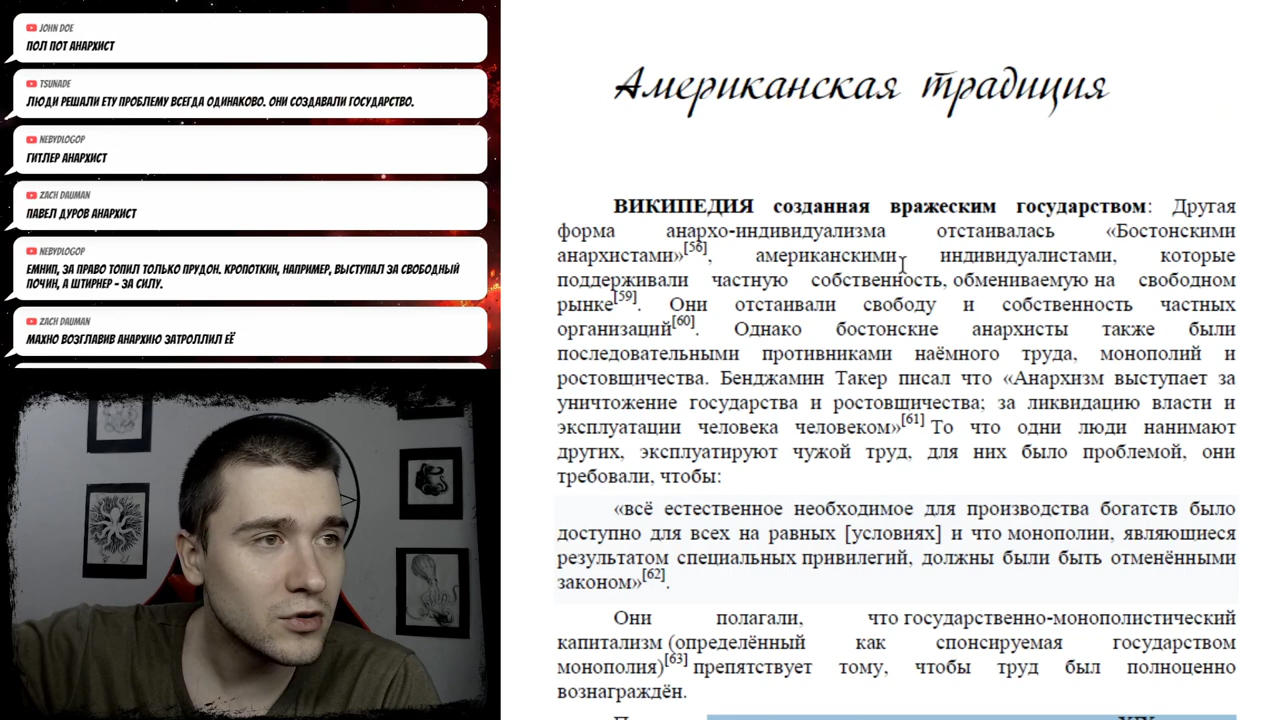 JOHN DOE
ПОЛ ПОТ АНАРХИСТ
TSUNADE
ЛЮДИ РЕШАЛИ ЕТУ ПРОБЛЕМУ ВСЕГДА ОДИНАКОВО. ОНИ СОЗДАВАЛИ ГОСУДАРСТВО.
NEBYDLOGOP
ГИТЛЕР АНАРХИСТ
ZACH DAUMAN
ПАВЕЛ ДУРОВ АНАРХИСТ
NEBYDLOGOP
ЕМНИП, ЗА ПРАВО ТОПИЛ ТОЛЬКО ПРУДОН. КРОПОТКИН, НАПРИМЕР, ВЫСТУПАЛ ЗА СВОБОДНЫЙ
ПОЧИН, А ШТИРНЕР - ЗА СИЛУ.
ZACH DAUMAN
МАХНО ВОЗГЛАВИВ АНАРХИЮ ЗАТРОЛЛИЛ ЕЁ
Американская традиция
ВИКИПЕДИЯ созданная вражеским государством: Другая
форма анархо-индивидуализма отстаивалась «Бостонскими
анархистами»[56], американскими индивидуалистами, которые
поддерживали частную собственность, обмениваемую на свободном
рынке[59]. Они отстаивали свободу и собственность частных
организаций[60]. Однако бостонские анархисты также были
последовательными противниками наёмного труда, монополий и
ростовщичества. Бенджамин Такер писал что «Анархизм выступает за
уничтожение государства и ростовщичества; за ликвидацию власти и
эксплуатации человека человеком»[61] То что одни люди нанимают
других, эксплуатируют чужой труд, для них было проблемой, они
требовали, чтобы:
«всё естественное необходимое для производства богатств было
доступно для всех на равных [условиях] и что монополии, являющиеся
результатом специальных привилегий, должны были быть отменёнными
законом»[62].
Они полагали, что государственно-монополистический
капитализм (определённый как спонсируемая государством
монополия)[63] препятствует тому, чтобы труд был полноценно
вознаграждён.